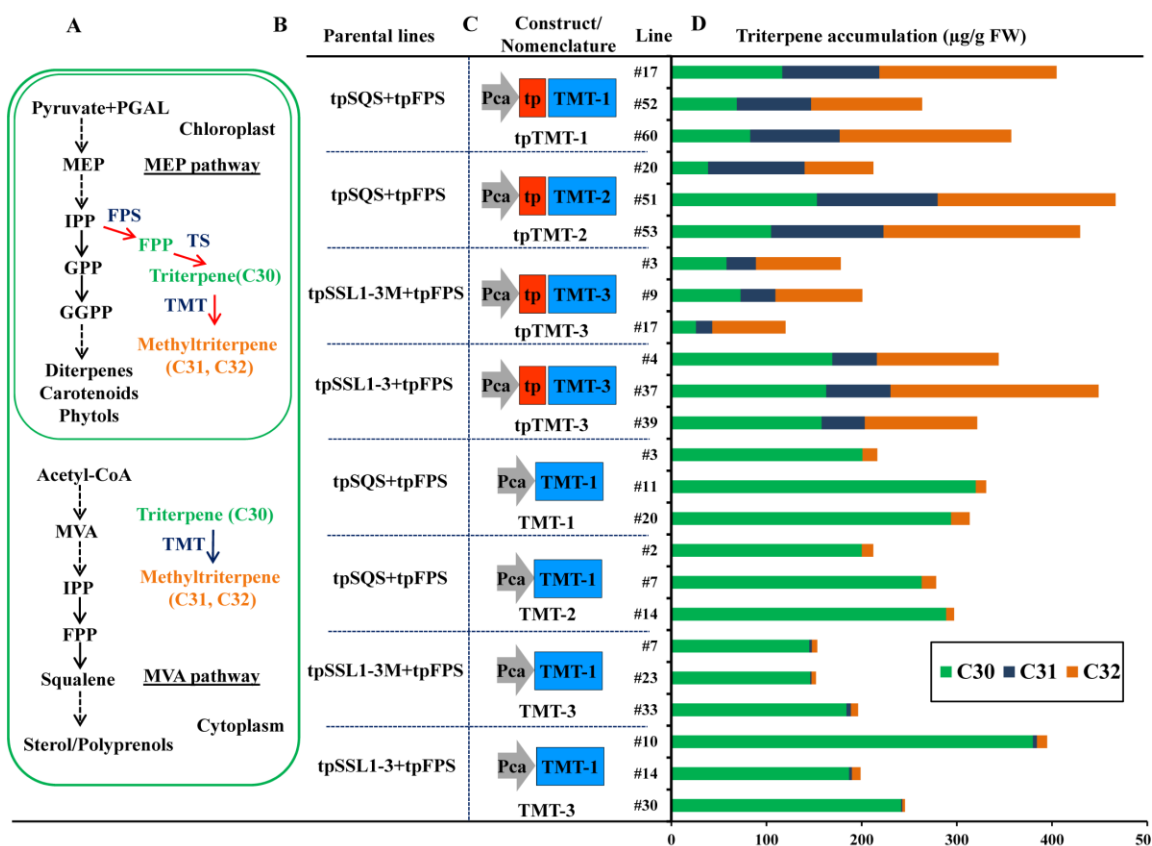 A
B
C
D
Parental lines
Construct/
Nomenclature
Line
Triterpene accumulation (µg/g FW)
Pyruvate+PGAL
Chloroplast
MEP
MEP pathway
IPP
FPS
FPP
TS
GPP
Triterpene(C30)
GGPP
TMT
Methyltriterpene
(C31, C32)
Diterpenes
Carotenoids
Phytols
Acetyl-CoA
Triterpene (C30)
MVA
TMT
Methyltriterpene
(C31, C32)
IPP
FPP
Squalene
MVA pathway
Cytoplasm
Sterol/Polyprenols
tpSQS+tpFPS
Pca tp TMT-1
tpTMT-1
#17
#52
#60
tpSQS+tpFPS
Pca tp TMT-2
tpTMT-2
#20
#51
#53
tpSSL1-3M+tpFPS
Pca tp TMT-3
tpTMT-3
#3
#9
#17
tpSSL1-3+tpFPS
Pca tp TMT-3
tpTMT-3
#4
#37
#39
tpSQS+tpFPS
Pca TMT-1
TMT-1
#3
#11
#20
tpSQS+tpFPS
Pca TMT-1
TMT-2
#2
#7
#14
tpSSL1-3M+tpFPS
Pca TMT-1
TMT-3
#7
#23
#33
tpSSL1-3+tpFPS
Pca TMT-1
TMT-3
#10
#14
#30
C30 C31 C32
0 100 200 300 400 50